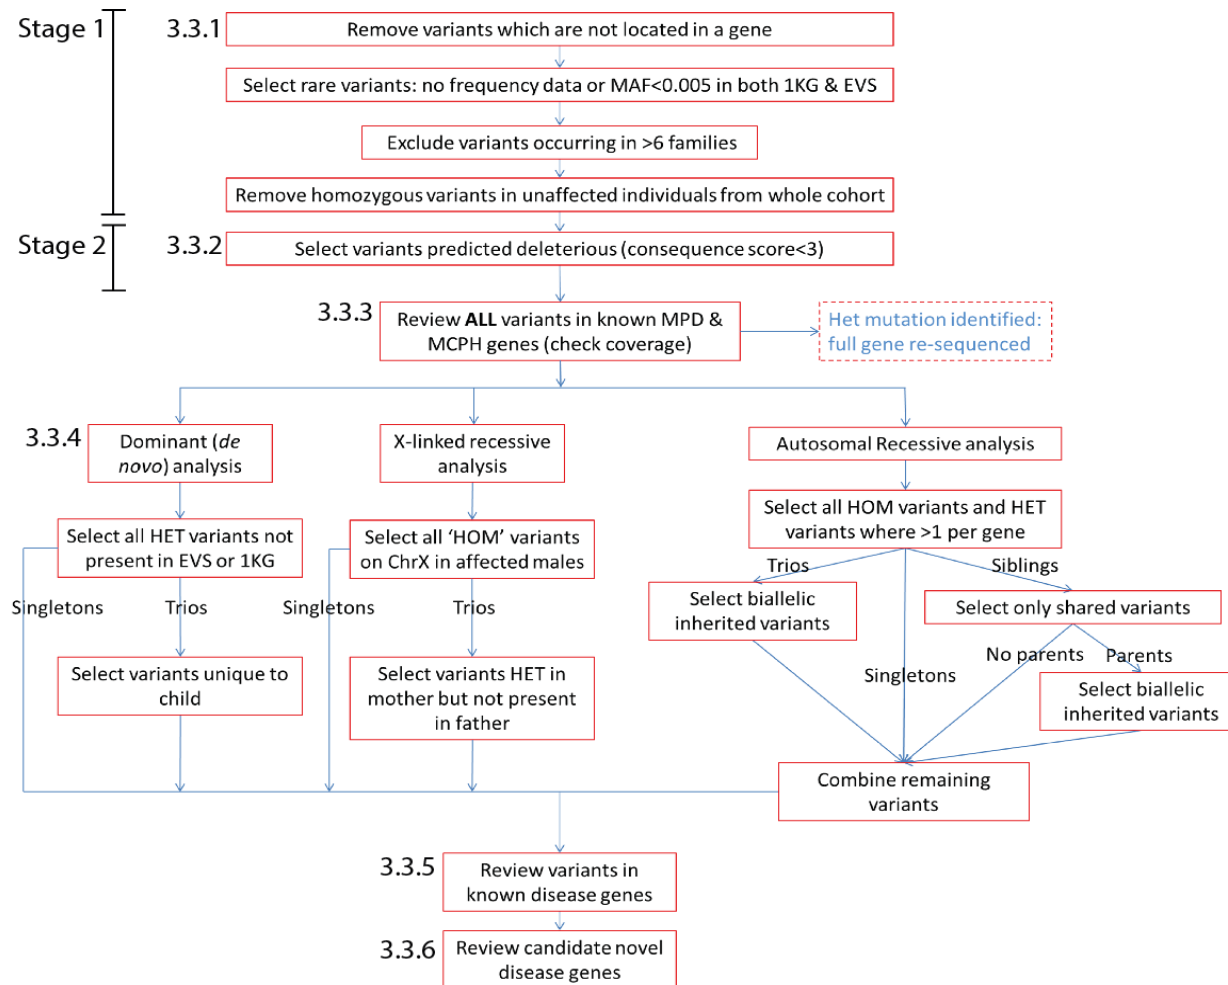 Stage 1
3.3.1
Remove variants which are not located in a gene
Select rare variants: no frequency data or MAF<0.005 in both 1KG & EVS
Exclude variants occurring in >6 families
Remove homozygous variants in unaffected individuals from whole cohort
Stage 2
3.3.2
Select variants predicted deleterious (consequence score<3)
3.3.3
Review ALL variants in known MPD &
MCPH genes (check coverage)
Het mutation identified:
full gene re-sequenced
3.3.4
Dominant (de
novo) analysis
X-linked recessive
analysis
Autosomal Recessive analysis
Select all HET variants not
present in EVS or 1KG
Select all ‘HOM’ variants
on ChrX in affected males
Select all HOM variants and HET
variants where >1 per gene
Singletons
Trios
Singletons
Trios
Trios
Siblings
Select biallelic
inherited variants
Select only shared variants
Singletons
No parents
Parents
Select variants unique to
child
Select variants HET in
mother but not present
in father
Select biallelic
inherited variants
Combine remaining
variants
3.3.5
Review variants in
known disease genes
3.3.6
Review candidate novel
disease genes